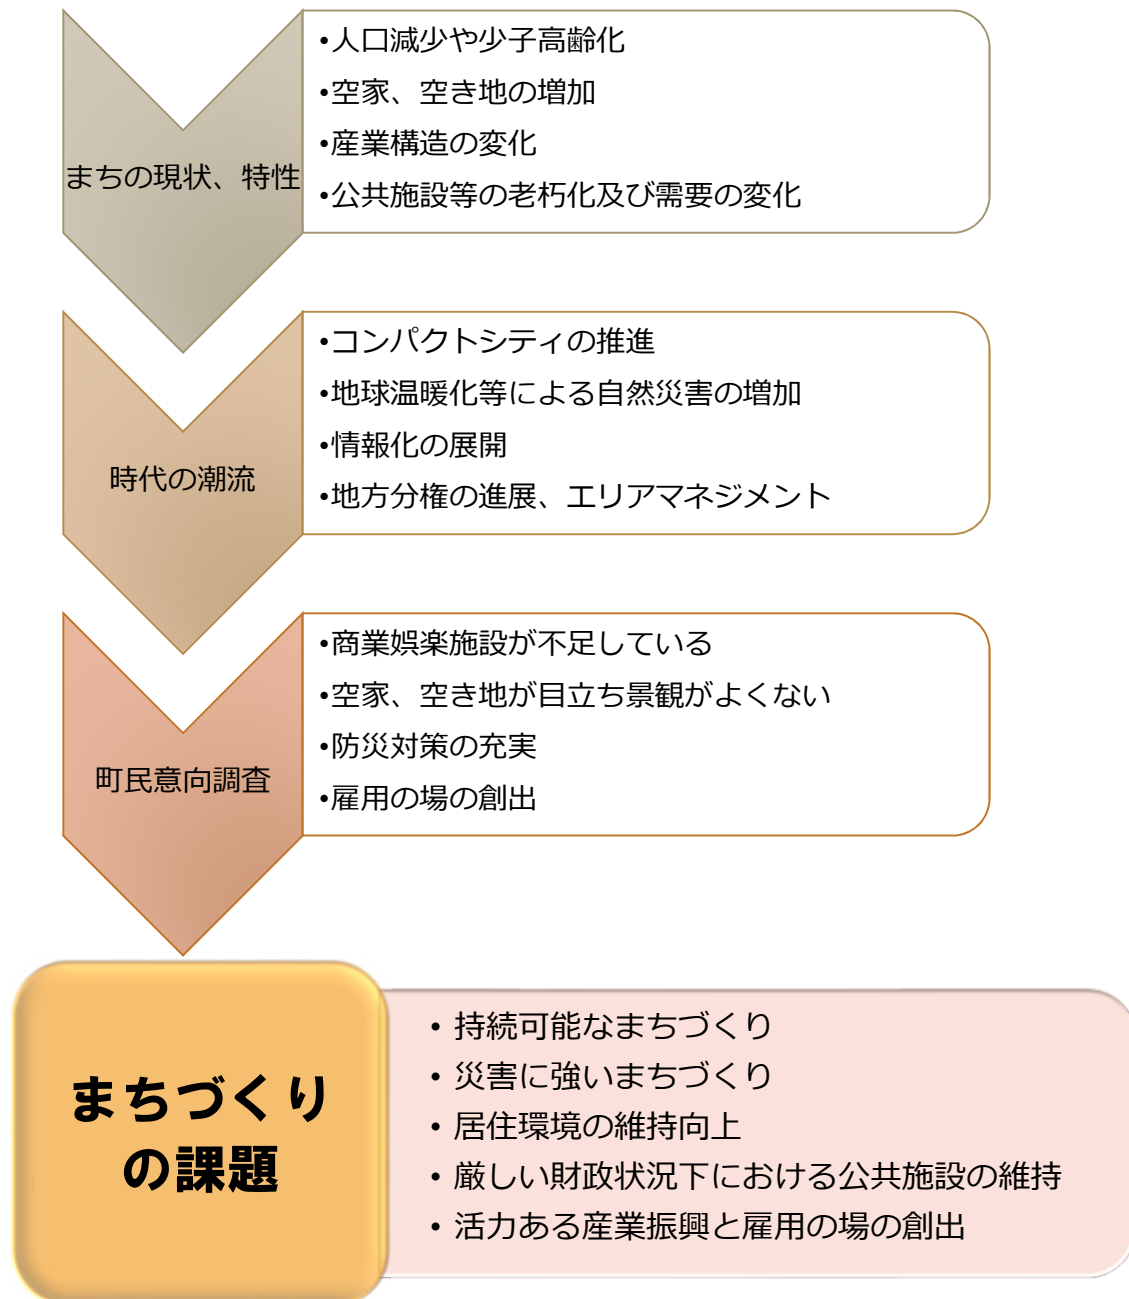 まちの現状、特性
•人口減少や少子高齢化
•空家、空き地の増加
•産業構造の変化
•公共施設等の老朽化及び需要の変化
時代の潮流
•コンパクトシティの推進
•地球温暖化等による自然災害の増加
•情報化の展開
•地方分権の進展、エリアマネジメント
町民意向調査
•商業娯楽施設が不足している
•空家、空き地が目立ち景観がよくない
•防災対策の充実
•雇用の場の創出
まちづくり
の課題
• 持続可能なまちづくり
• 災害に強いまちづくり
• 居住環境の維持向上
• 厳しい財政状況下における公共施設の維持
• 活力ある産業振興と雇用の場の創出